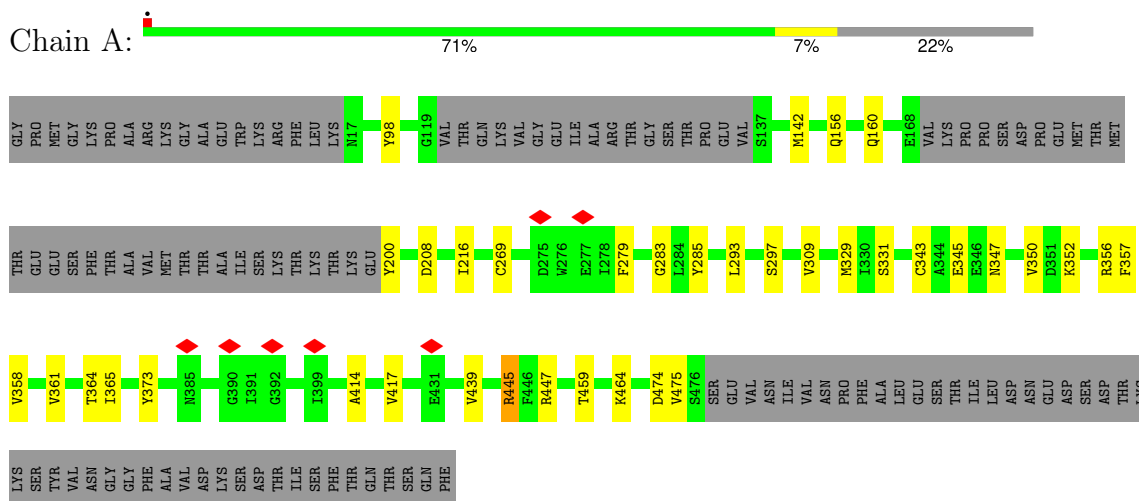 Chain A:
71% 7% 22%
GLY PRO MET GLY LYS PRO ALA ARG LYS GLY ALA GLU TRP LYS ARG PHE LEU LYS N17 Y98 G119 VAL THR GLN LYS VAL GLY GLU ILE ALA ARG THR GLY SER THR PRO GLU VAL S137 M142 Q156 Q160 E168 VAL LYS PRO PRO SER ASP PRO GLU MET THR MET
THR GLU GLU SER PHE THR ALA VAL MET THR THR ALA ILE SER LYS THR LYS THR LYS GLU Y200 D208 I216 C269 D275 W276 E277 I278 F279 G283 L284 Y285 L293 S297 V309 M329 I330 S331 C343 A344 E345 E346 N347 V350 D351 K352 R356 F357
V358 V361 T364 I365 Y373 N385 G390 I391 G392 I399 A414 V417 E431 V439 R445 F446 R447 T459 K464 D474 V475 S476 SER GLU VAL ASN ILE VAL ASN PRO PHE ALA LEU GLU SER THR ILE LEU ASP ASN GLU ASP SER ASP THR
LYS SER TYR VAL ASN GLY GLY PHE ALA VAL ASP LYS SER ASP THR ILE SER PHE THR GLN THR SER GLN PHE